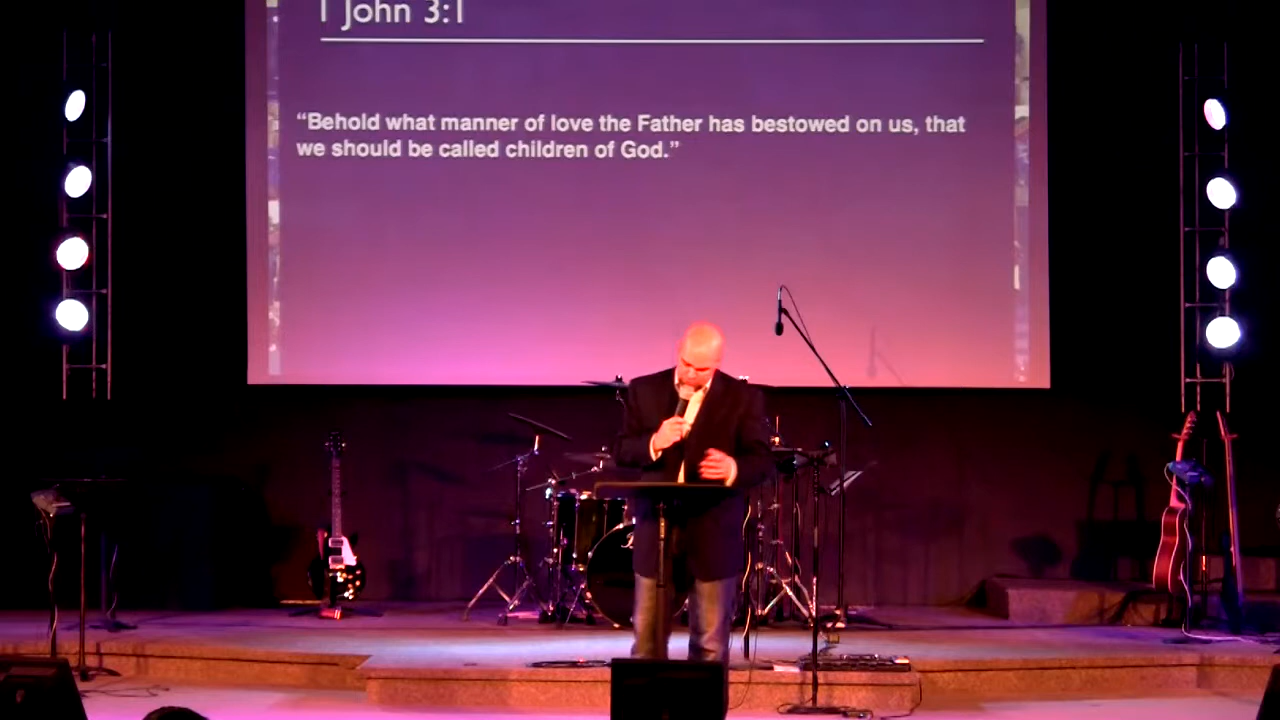 1 John 3:1
“Behold what manner of love the Father has bestowed on us, that
we should be called children of God.”